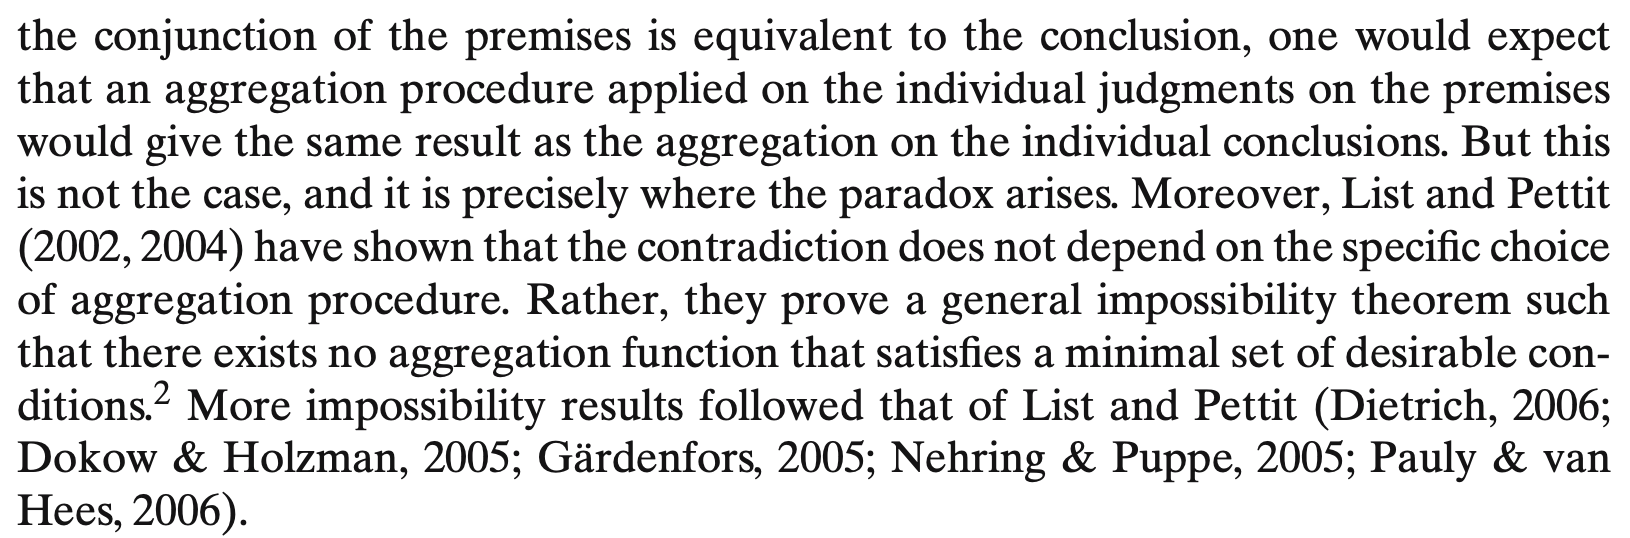 the conjunction of the premises is equivalent to the conclusion, one would expect
that an aggregation procedure applied on the individual judgments on the premises
would give the same result as the aggregation on the individual conclusions. But this
is not the case, and it is precisely where the paradox arises. Moreover, List and Pettit
(2002, 2004) have shown that the contradiction does not depend on the specific choice
of aggregation procedure. Rather, they prove a general impossibility theorem such
that there exists no aggregation function that satisfies a minimal set of desirable con-
ditions.² More impossibility results followed that of List and Pettit (Dietrich, 2006;
Dokow & Holzman, 2005; Gärdenfors, 2005; Nehring & Puppe, 2005; Pauly & van
Hees, 2006).